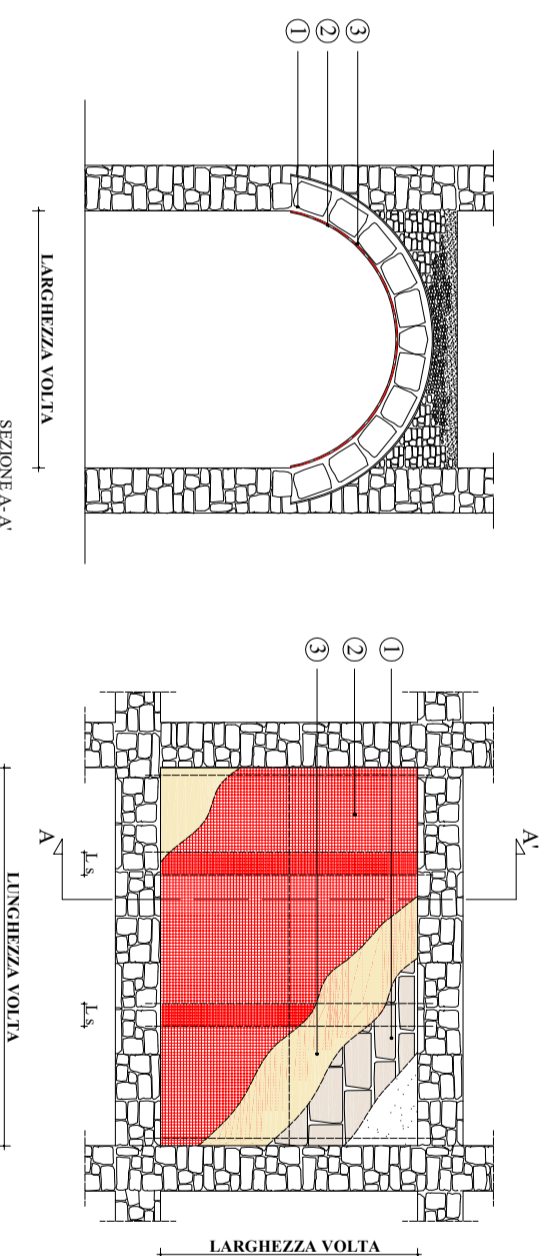 ①
②
③
LARGHEZZA VOLTA
SEZIONE A-A'
③
②
①
A
A'
Ls
Ls
LUNGHEZZA VOLTA
LARGHEZZA VOLTA